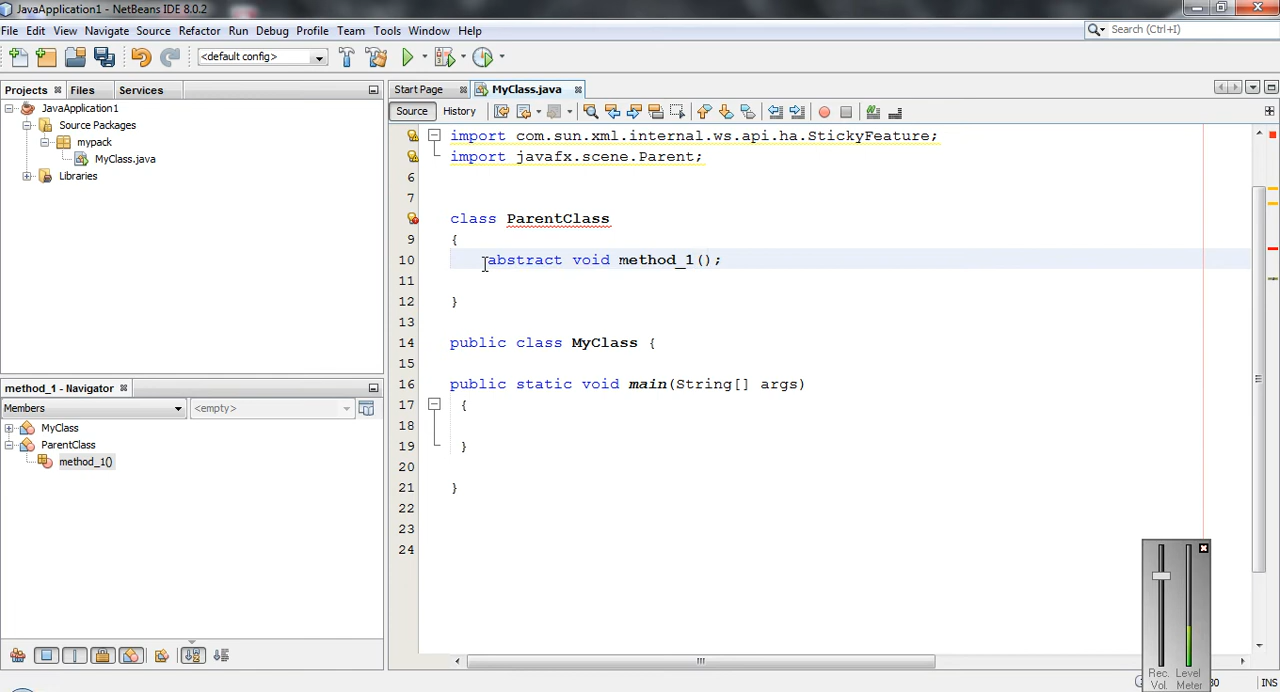 JavaApplication1 - NetBeans IDE 8.0.2
File Edit View Navigate Source Refactor Run Debug Profile Team Tools Window Help
Search (Ctrl+I)
<default config>
Projects Files Services
Start Page MyClass.java
JavaApplication1
Source Packages
mypack
MyClass.java
Libraries
Source History
import com.sun.xml.internal.ws.api.ha.StickyFeature;
import javafx.scene.Parent;
6
7
class ParentClass
9 {
10 abstract void method_1();
11
12 }
13
14 public class MyClass {
15
16 public static void main(String[] args)
17 {
18
19 }
20
21 }
22
23
24
method_1 - Navigator
Members <empty>
MyClass
ParentClass
method_1()
Rec. Level
Vol. Meter
INS